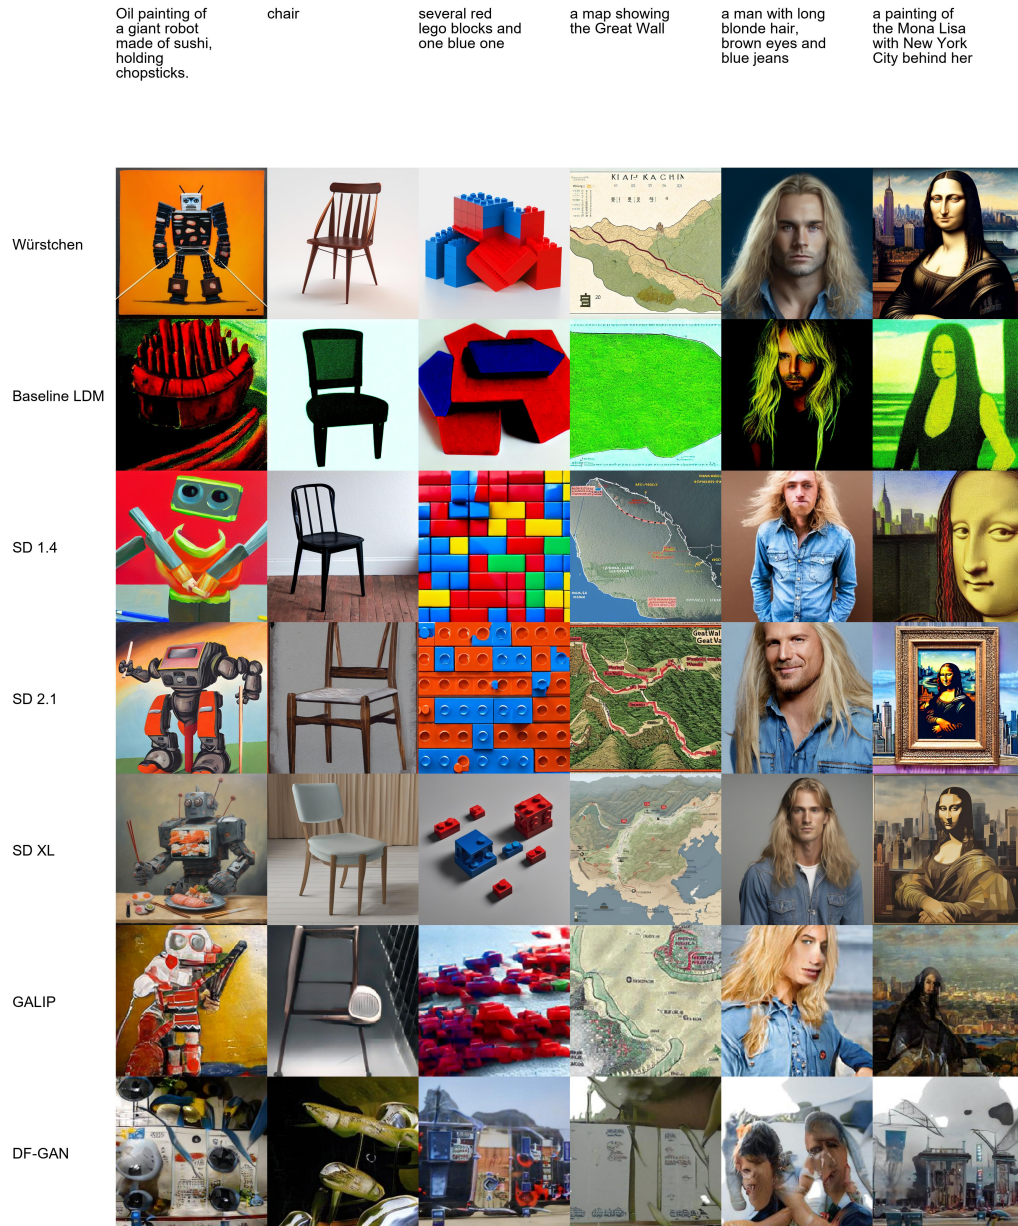 Oil painting of
a giant robot
made of sushi,
holding
chopsticks.
chair
several red
lego blocks and
one blue one
a map showing
the Great Wall
a man with long
blonde hair,
brown eyes and
blue jeans
a painting of
the Mona Lisa
with New York
City behind her
Würstchen
20
Baseline LDM
SD 1.4
SD 2.1
Geat Wal
SD XL
GALIP
DF-GAN